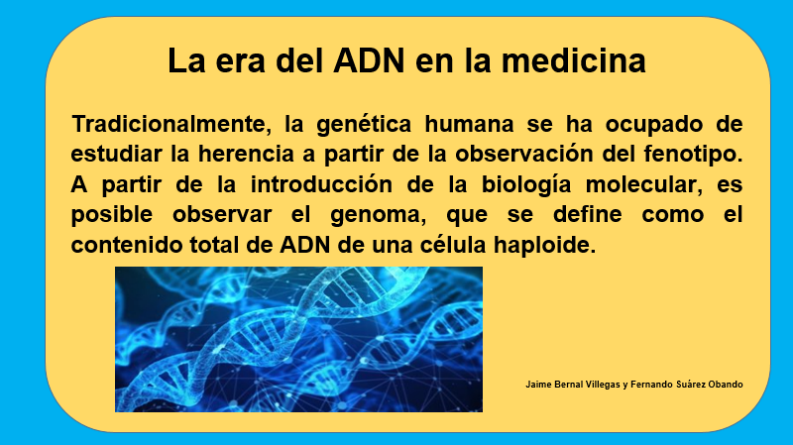 La era del ADN en la medicina
Tradicionalmente, la genética humana se ha ocupado de
estudiar la herencia a partir de la observación del fenotipo.
A partir de la introducción de la biología molecular, es
posible observar el genoma, que se define como el
contenido total de ADN de una célula haploide.
Jaime Bernal Villegas y Fernando Suàrez Obando